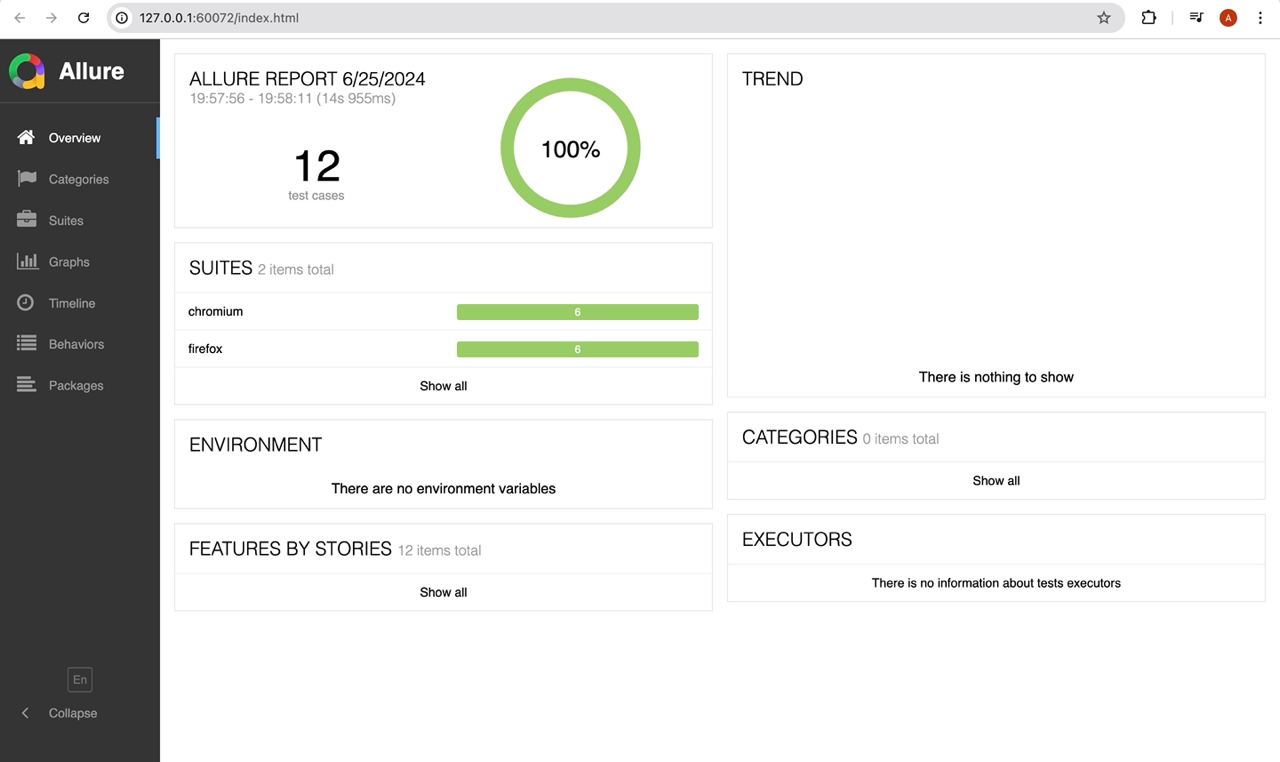 127.0.0.1:60072/index.html
A
Allure
Overview
Categories
Suites
Graphs
Timeline
Behaviors
Packages
En
Collapse
ALLURE REPORT 6/25/2024
19:57:56 - 19:58:11 (14s 955ms)
12
test cases
100%
SUITES 2 items total
chromium 6
firefox 6
Show all
ENVIRONMENT
There are no environment variables
FEATURES BY STORIES 12 items total
Show all
TREND
There is nothing to show
CATEGORIES 0 items total
Show all
EXECUTORS
There is no information about tests executors